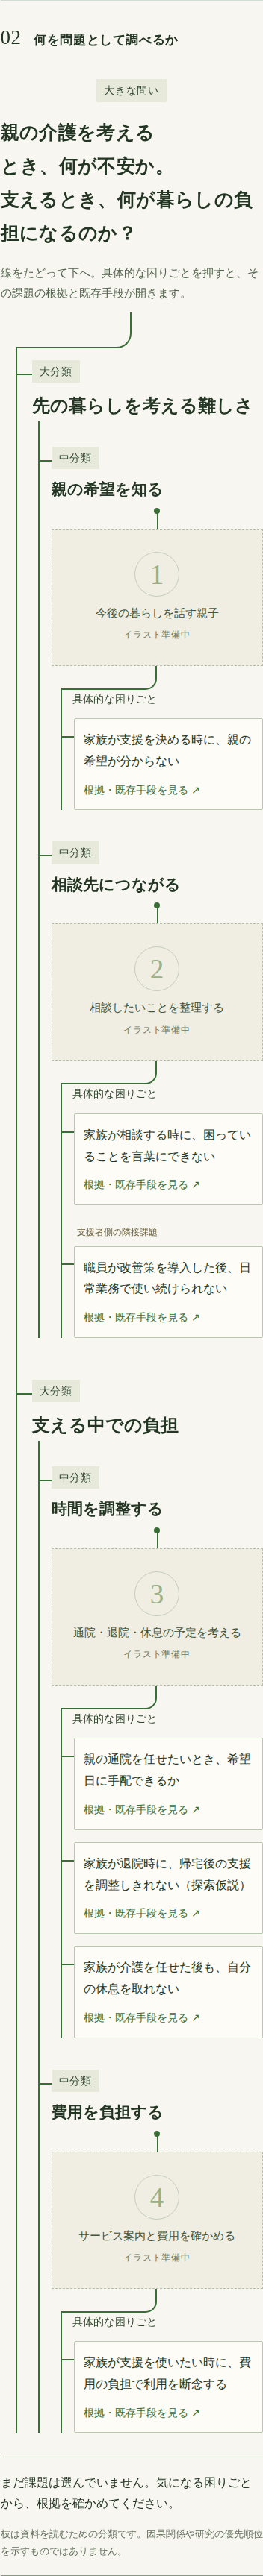 02 何を問題として調べるか
大きな問い
親の介護を考える
とき、何が不安か。
支えるとき、何が暮らしの負
担になるのか？
線をたどって下へ。具体的な困りごとを押すと、そ
の課題の根拠と既存手段が開きます。
大分類
先の暮らしを考える難しさ
中分類
親の希望を知る
1
今後の暮らしを話す親子
イラスト準備中
具体的な困りごと
家族が支援を決める時に、親の
希望が分からない
根拠・既存手段を見る ↗
中分類
相談先につながる
2
相談したいことを整理する
イラスト準備中
具体的な困りごと
家族が相談する時に、困ってい
ることを言葉にできない
根拠・既存手段を見る ↗
支援者側の隣接課題
職員が改善策を導入した後、日
常業務で使い続けられない
根拠・既存手段を見る ↗
大分類
支える中での負担
中分類
時間を調整する
3
通院・退院・休息の予定を考える
イラスト準備中
具体的な困りごと
親の通院を任せたいとき、希望
日に手配できるか
根拠・既存手段を見る ↗
家族が退院時に、帰宅後の支援
を調整しきれない（探索仮説）
根拠・既存手段を見る ↗
家族が介護を任せた後も、自分
の休息を取れない
根拠・既存手段を見る ↗
中分類
費用を負担する
4
サービス案内と費用を確かめる
イラスト準備中
具体的な困りごと
家族が支援を使いたい時に、費
用の負担で利用を断念する
根拠・既存手段を見る ↗
まだ課題は選んでいません。気になる困りごと
から、根拠を確かめてください。
枝は資料を読むための分類です。因果関係や研究の優先順位
を示すものではありません。